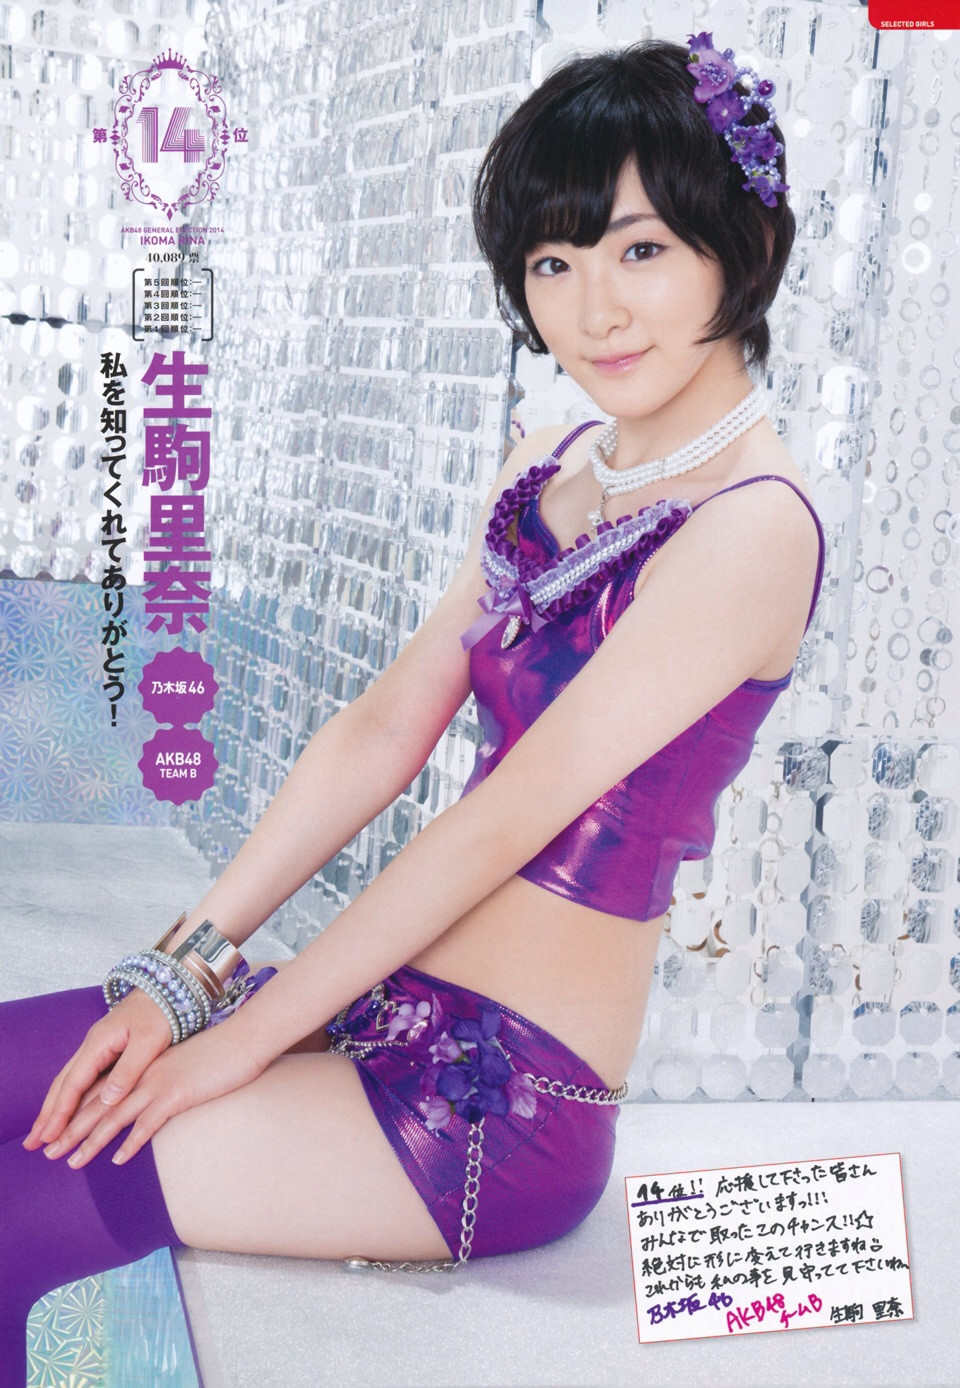 SELECTED GIRLS
第14位
AKB48 GENERAL ELECTION 2014
IKOMA RINA
40,089票
第5回順位:—
第4回順位:—
第3回順位:—
第2回順位:—
第1回順位:—
生駒里奈
私を知ってくれてありがとう！
乃木坂46
AKB48
TEAM B
14位!! 応援して下さった皆さん
ありがとうございますっ!!!
みんなで取ったこのチャンス!!☆
絶対に形に変えて行きますね
これからも私の事を見守ってて下さいねん
乃木坂46
AKB48
チームB
生駒 里奈